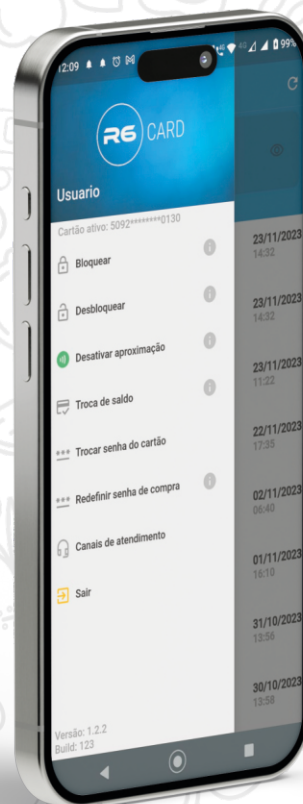 12:09
4G
99%
R6 CARD
Usuario
Cartão ativo: 5092********0130
Bloquear
Desbloquear
Desativar aproximação
Troca de saldo
Trocar senha do cartão
Redefinir senha de compra
Canais de atendimento
Sair
Versão: 1.2.2
Build: 123
23/11/2023
14:32
23/11/2023
14:32
23/11/2023
11:22
22/11/2023
17:35
02/11/2023
06:40
01/11/2023
16:10
31/10/2023
13:56
30/10/2023
13:58